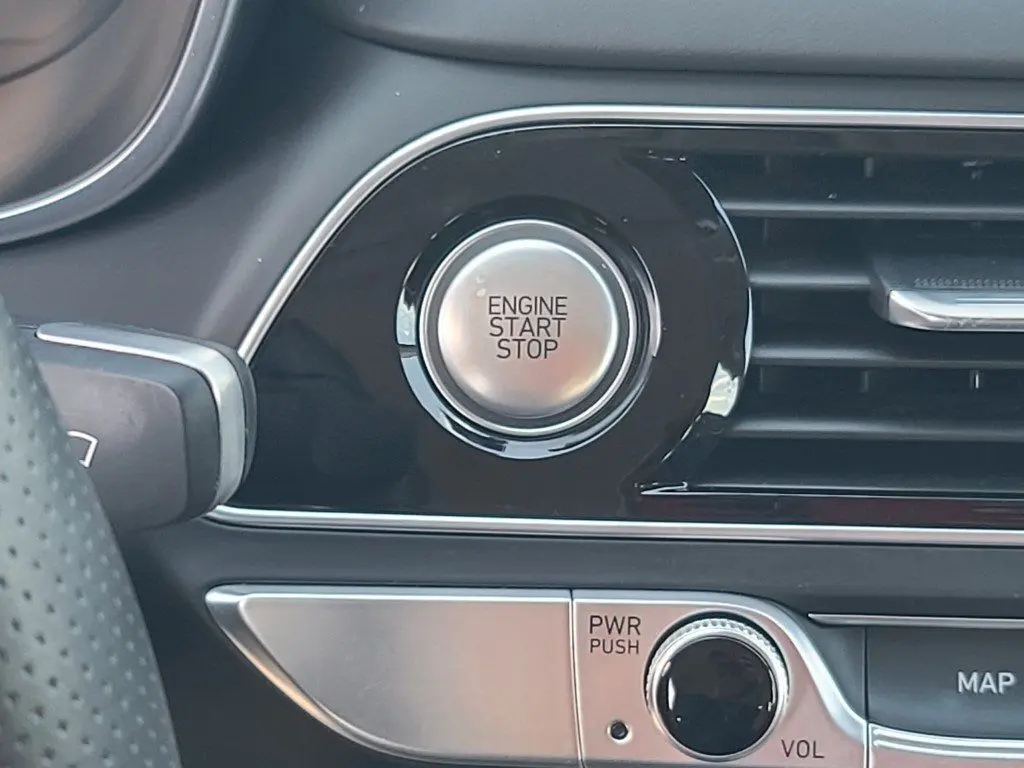 ENGINE
START
STOP
PWR
PUSH
MAP
VOL